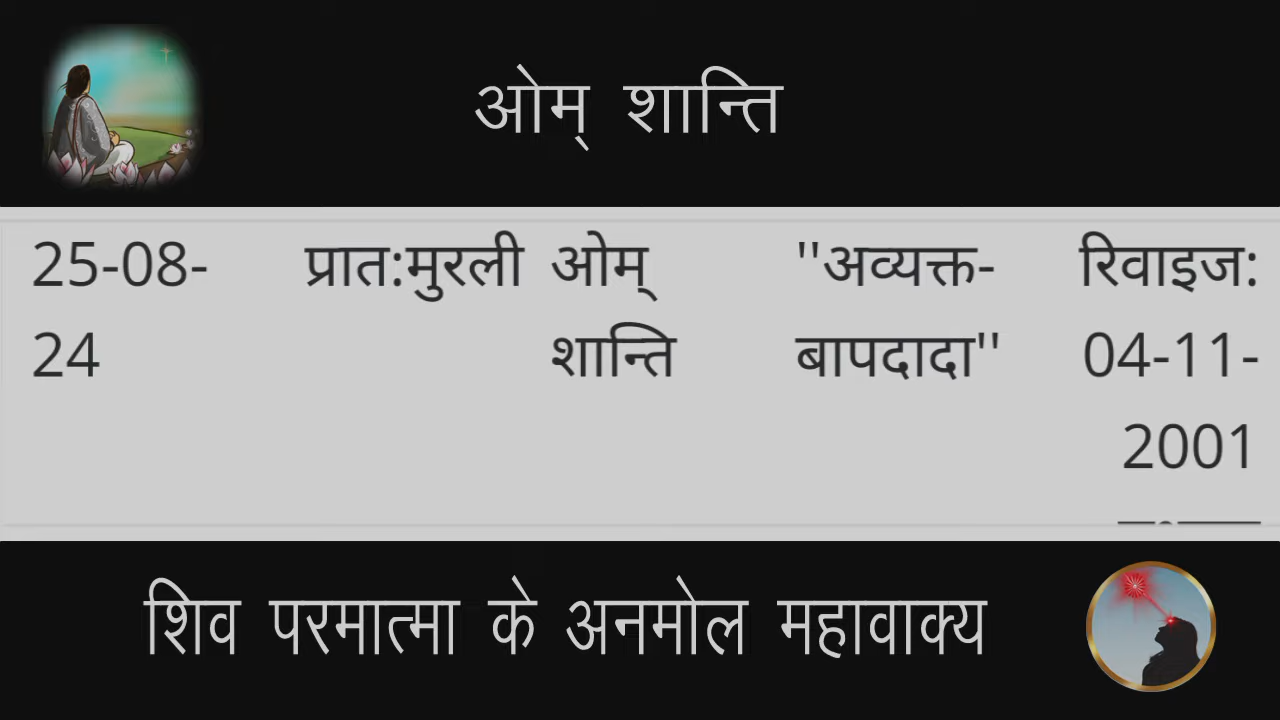 ओम् शान्ति
25-08-24 प्रात:मुरली ओम् शान्ति "अव्यक्त-बापदादा" रिवाइज: 04-11-2001
शिव परमात्मा के अनमोल महावाक्य